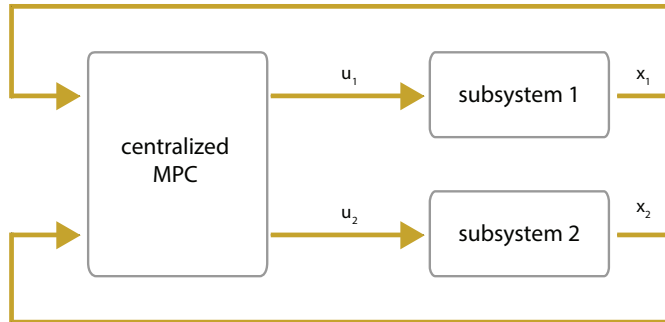 u1
subsystem 1
x1
centralized
MPC
u2
subsystem 2
x2